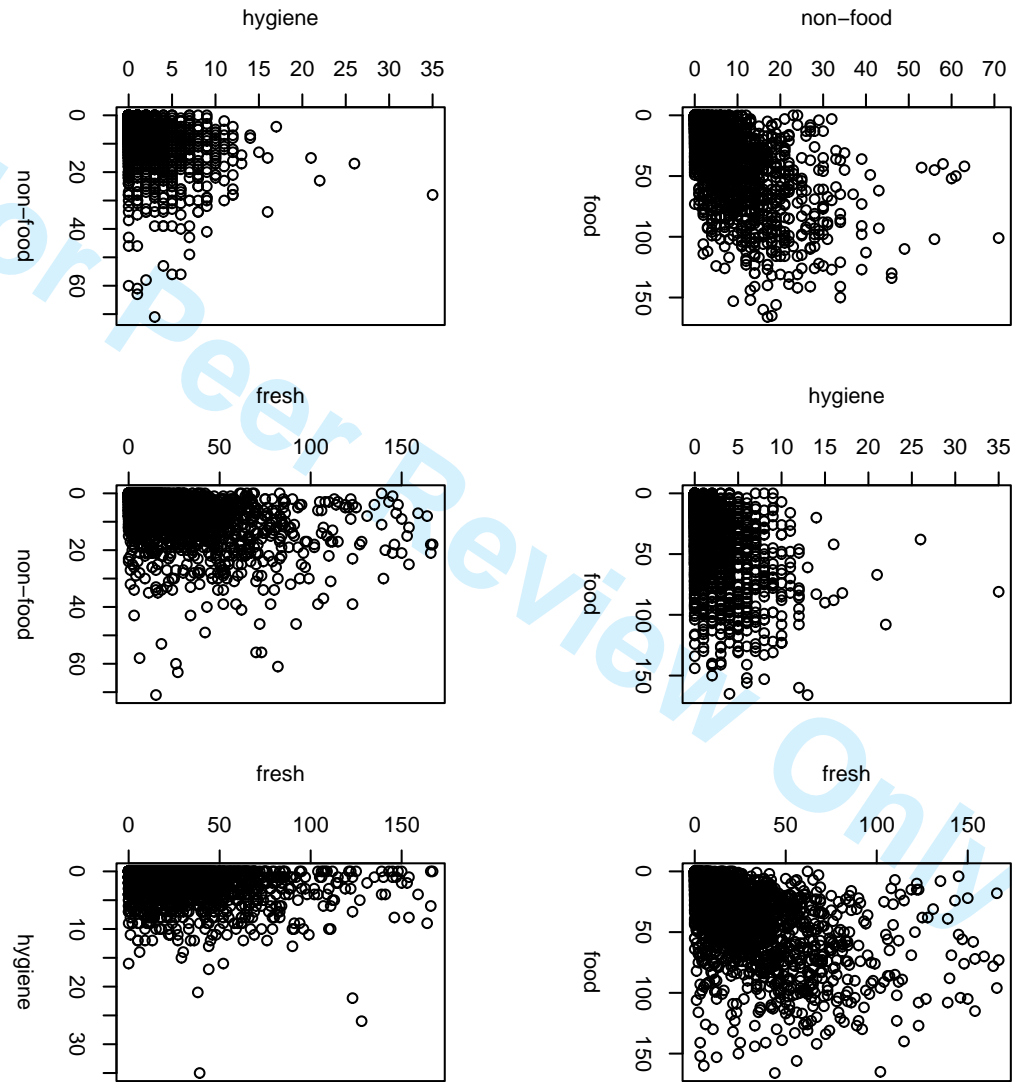 hygiene
0 5 10 15 20 25 30 35
non-food
0 20 40 60
non-food
0 10 20 30 40 50 60 70
food
0 50 100 150
fresh
0 50 100 150
non-food
0 20 40 60
hygiene
0 5 10 15 20 25 30 35
food
0 50 100 150
fresh
0 50 100 150
hygiene
0 10 20 30
fresh
0 50 100 150
food
0 50 100 150
For Peer Review Only